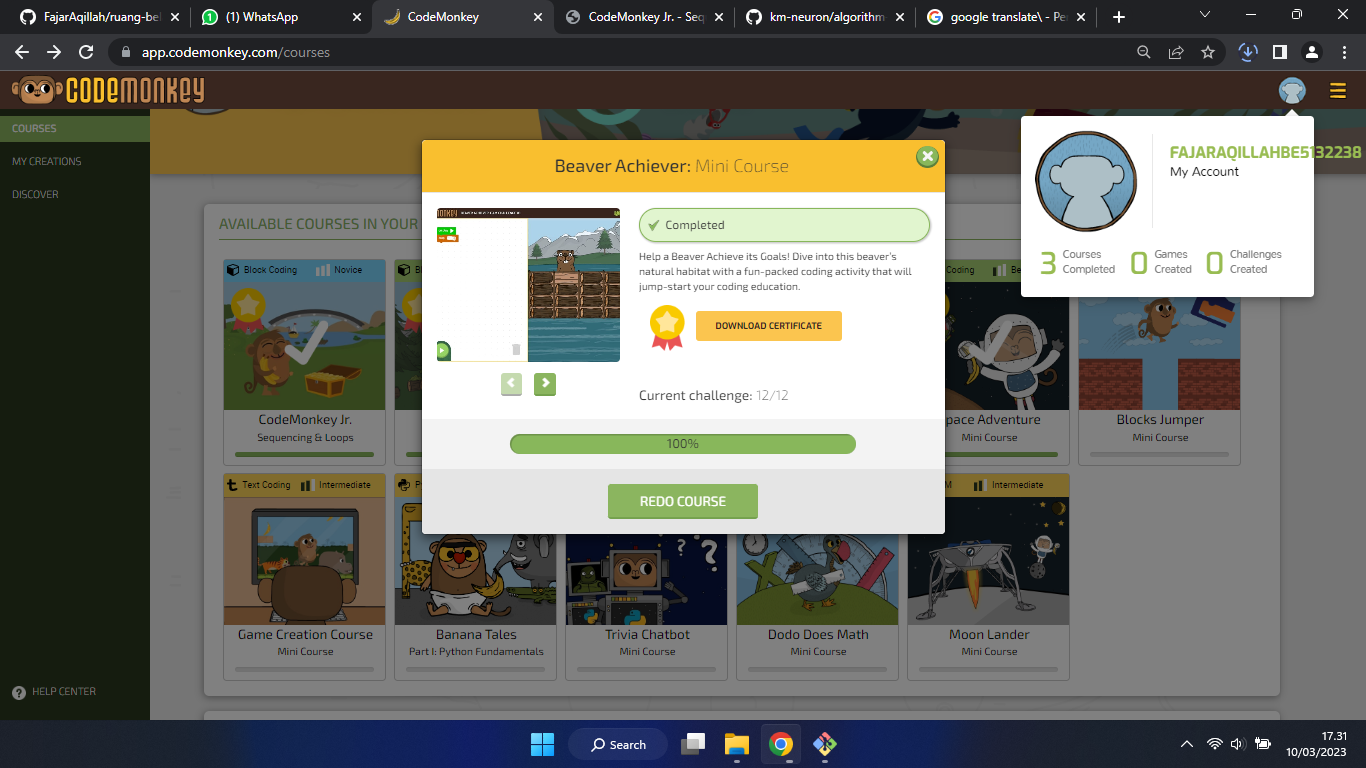 FajarAqillah/ruang-bel
(1) WhatsApp
CodeMonkey
CodeMonkey Jr. - Seq
km-neuron/algorithm
google translate\ - Pe
app.codemonkey.com/courses
CODEMONKEY
COURSES
MY CREATIONS
DISCOVER
HELP CENTER
FAJARAQILLAHBE5132238
My Account
3 Courses Completed
0 Games Created
0 Challenges Created
AVAILABLE COURSES IN YOUR
Beaver Achiever: Mini Course
Completed
Help a Beaver Achieve its Goals! Dive into this beaver's
natural habitat with a fun-packed coding activity that will
jump-start your coding education.
DOWNLOAD CERTIFICATE
Current challenge: 12/12
100%
REDO COURSE
Block Coding Novice
CodeMonkey Jr.
Sequencing & Loops
Coding
pace Adventure
Mini Course
Blocks Jumper
Mini Course
Text Coding Intermediate
Game Creation Course
Mini Course
Banana Tales
Part I: Python Fundamentals
Trivia Chatbot
Mini Course
Dodo Does Math
Mini Course
M Intermediate
Moon Lander
Mini Course
Search
17.31
10/03/2023